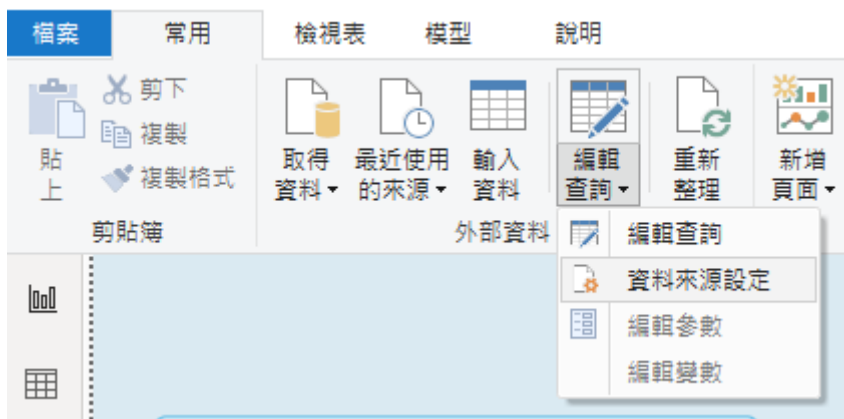 檔案
常用
檢視表
模型
說明
貼
上
剪下
複製
複製格式
剪貼簿
取得
資料
最近使用
的來源
輸入
資料
編輯
查詢
重新
整理
外部資料
新增
頁面
編輯查詢
資料來源設定
編輯參數
編輯變數